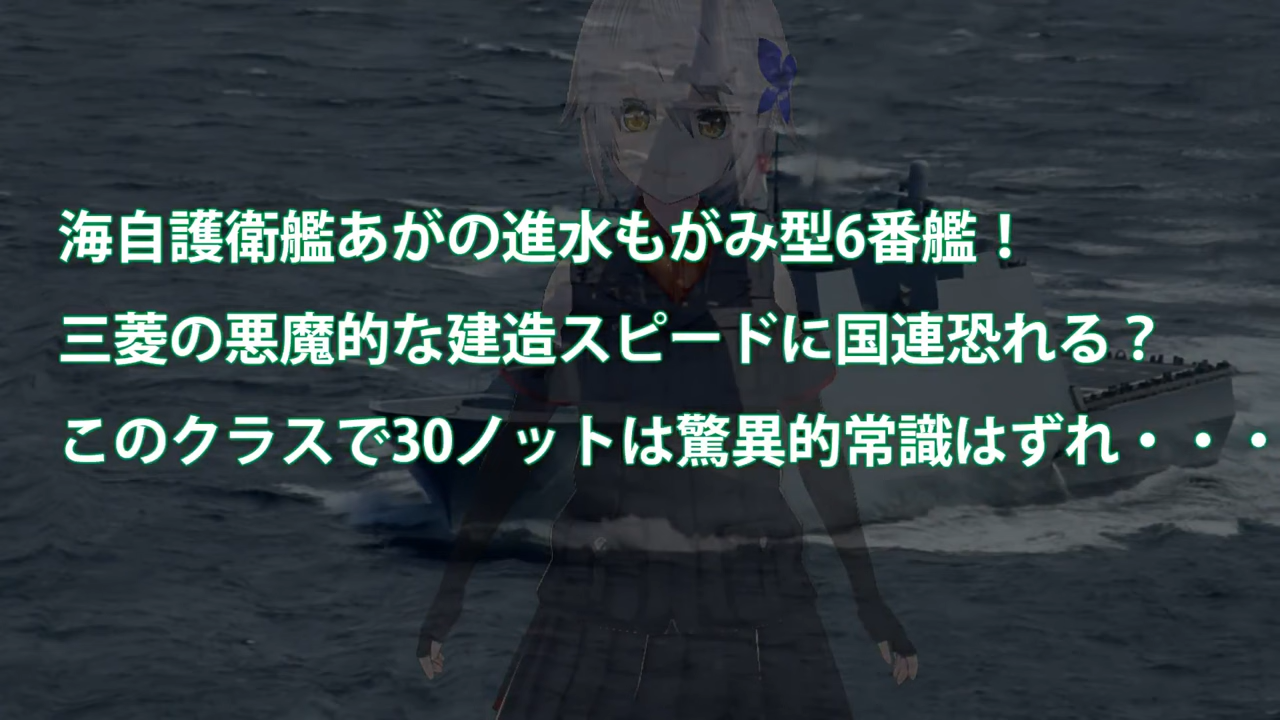 海自護衛艦あがの進水もがみ型6番艦！
三菱の悪魔的な建造スピードに国連恐れる？
このクラスで30ノットは驚異的常識はずれ・・・